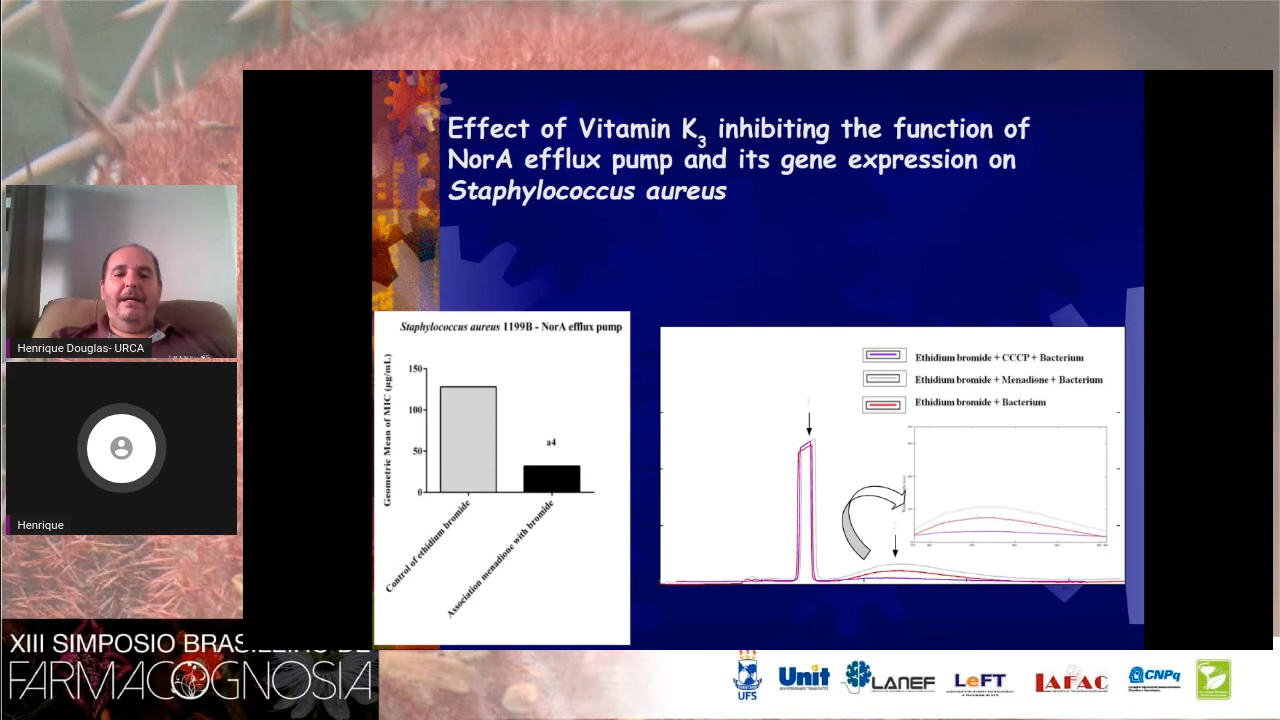 Effect of Vitamin K3 inhibiting the function of
NorA efflux pump and its gene expression on
Staphylococcus aureus
Henrique Douglas- URCA
Henrique
Staphylococcus aureus 1199B - NorA efflux pump
Geometric Mean of MIC (µg/mL)
150
100
50
0
a4
Control of ethidium bromide
Association menadione with bromide
Ethidium bromide + CCCP + Bacterium
Ethidium bromide + Menadione + Bacterium
Ethidium bromide + Bacterium
1
2
XIII SIMPOSIO BRASILEIRO DE
FARMACOGNOSIA
UFS
Unit
LANEF
LeFT
LAFAC
CNPq